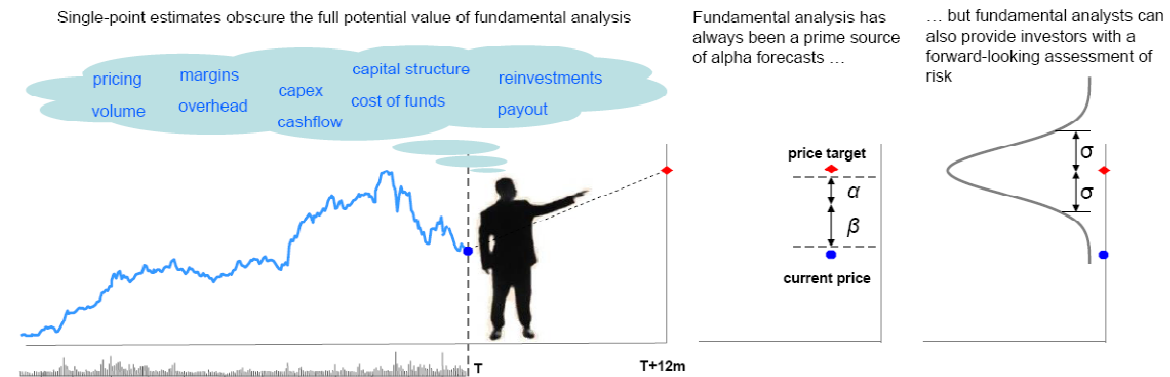 Single-point estimates obscure the full potential value of fundamental analysis
pricing
margins
capex
capital structure
reinvestments
volume
overhead
cashflow
cost of funds
payout
T
T+12m
Fundamental analysis has
always been a prime source
of alpha forecasts ...
price target
α
β
current price
... but fundamental analysts can
also provide investors with a
forward-looking assessment of
risk
σ
σ